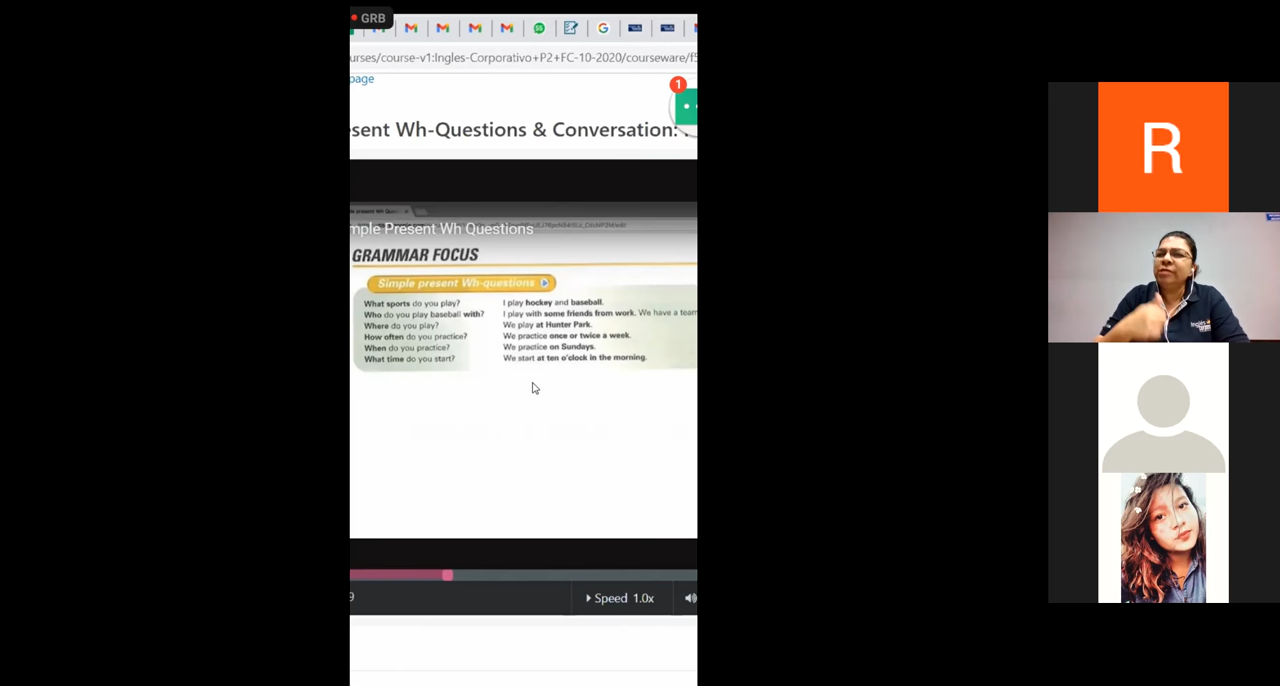 GRB
urses/course-v1:Ingles-Corporativo+P2+FC-10-2020/courseware/f5
page
1
esent Wh-Questions & Conversation:
mple Present Wh Questions
GRAMMAR FOCUS
Simple present Wh-questions
What sports do you play? I play hockey and baseball.
Who do you play baseball with? I play with some friends from work. We have a team
Where do you play? We play at Hunter Park.
How often do you practice? We practice once or twice a week.
When do you practice? We practice on Sundays.
What time do you start? We start at ten o'clock in the morning.
9
Speed 1.0x
R